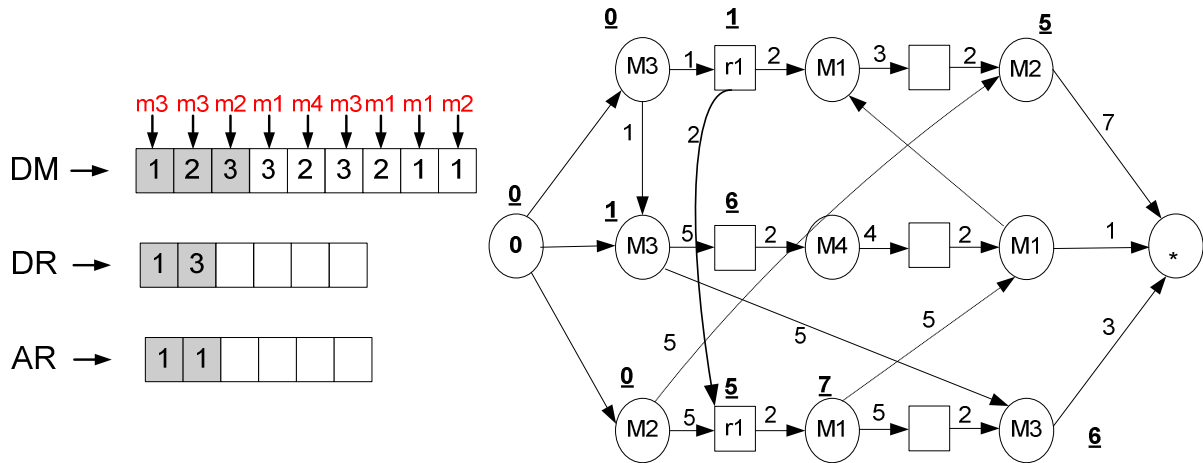 0 1 5
M3 1 r1 2 M1 3 2 M2
m3 m3 m2 m1 m4 m3 m1 m1 m2
1 2 7
DM 1 2 3 3 2 3 2 1 1
0 1 6
0 M3 5 2 M4 4 2 M1 1 *
DR 1 3
5 5 5 3
AR 1 1
0 5 7
M2 5 r1 2 M1 5 2 M3 6